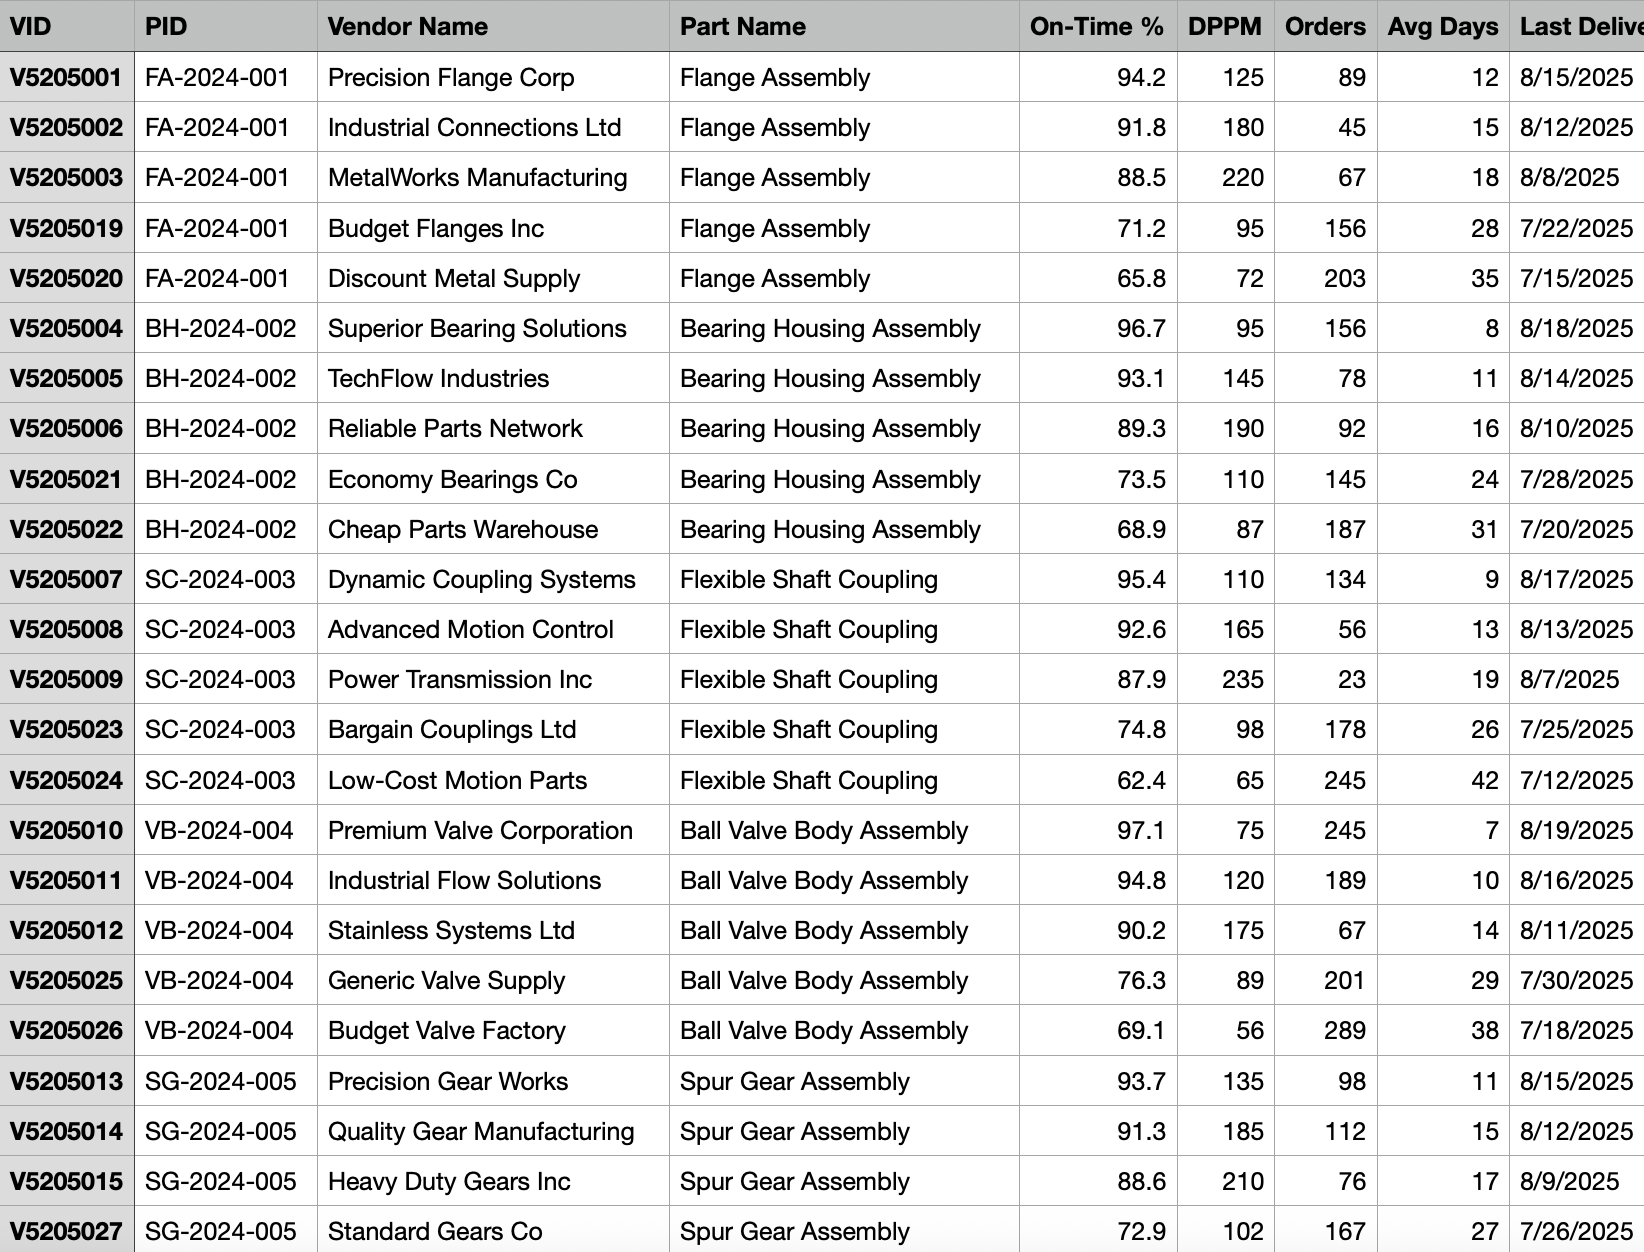 VID PID Vendor Name Part Name On-Time % DPPM Orders Avg Days Last Delive
V5205001 FA-2024-001 Precision Flange Corp Flange Assembly 94.2 125 89 12 8/15/2025
V5205002 FA-2024-001 Industrial Connections Ltd Flange Assembly 91.8 180 45 15 8/12/2025
V5205003 FA-2024-001 MetalWorks Manufacturing Flange Assembly 88.5 220 67 18 8/8/2025
V5205019 FA-2024-001 Budget Flanges Inc Flange Assembly 71.2 95 156 28 7/22/2025
V5205020 FA-2024-001 Discount Metal Supply Flange Assembly 65.8 72 203 35 7/15/2025
V5205004 BH-2024-002 Superior Bearing Solutions Bearing Housing Assembly 96.7 95 156 8 8/18/2025
V5205005 BH-2024-002 TechFlow Industries Bearing Housing Assembly 93.1 145 78 11 8/14/2025
V5205006 BH-2024-002 Reliable Parts Network Bearing Housing Assembly 89.3 190 92 16 8/10/2025
V5205021 BH-2024-002 Economy Bearings Co Bearing Housing Assembly 73.5 110 145 24 7/28/2025
V5205022 BH-2024-002 Cheap Parts Warehouse Bearing Housing Assembly 68.9 87 187 31 7/20/2025
V5205007 SC-2024-003 Dynamic Coupling Systems Flexible Shaft Coupling 95.4 110 134 9 8/17/2025
V5205008 SC-2024-003 Advanced Motion Control Flexible Shaft Coupling 92.6 165 56 13 8/13/2025
V5205009 SC-2024-003 Power Transmission Inc Flexible Shaft Coupling 87.9 235 23 19 8/7/2025
V5205023 SC-2024-003 Bargain Couplings Ltd Flexible Shaft Coupling 74.8 98 178 26 7/25/2025
V5205024 SC-2024-003 Low-Cost Motion Parts Flexible Shaft Coupling 62.4 65 245 42 7/12/2025
V5205010 VB-2024-004 Premium Valve Corporation Ball Valve Body Assembly 97.1 75 245 7 8/19/2025
V5205011 VB-2024-004 Industrial Flow Solutions Ball Valve Body Assembly 94.8 120 189 10 8/16/2025
V5205012 VB-2024-004 Stainless Systems Ltd Ball Valve Body Assembly 90.2 175 67 14 8/11/2025
V5205025 VB-2024-004 Generic Valve Supply Ball Valve Body Assembly 76.3 89 201 29 7/30/2025
V5205026 VB-2024-004 Budget Valve Factory Ball Valve Body Assembly 69.1 56 289 38 7/18/2025
V5205013 SG-2024-005 Precision Gear Works Spur Gear Assembly 93.7 135 98 11 8/15/2025
V5205014 SG-2024-005 Quality Gear Manufacturing Spur Gear Assembly 91.3 185 112 15 8/12/2025
V5205015 SG-2024-005 Heavy Duty Gears Inc Spur Gear Assembly 88.6 210 76 17 8/9/2025
V5205027 SG-2024-005 Standard Gears Co Spur Gear Assembly 72.9 102 167 27 7/26/2025